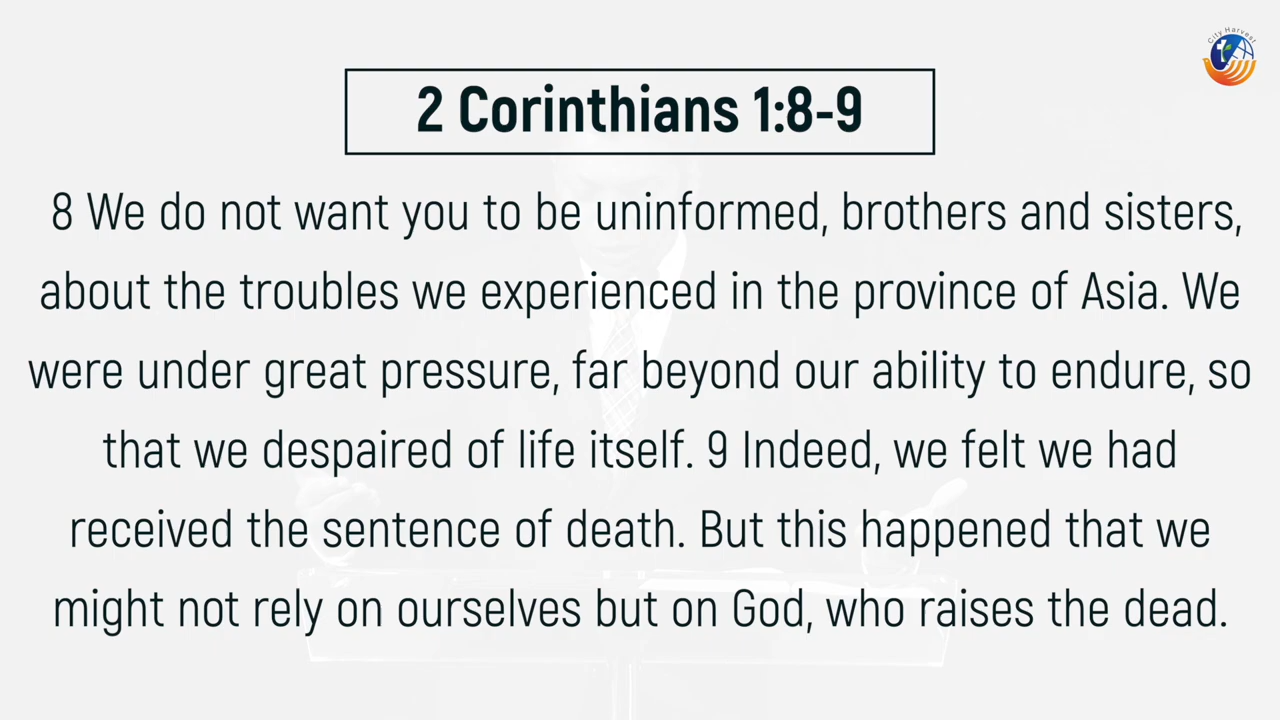 City Harvest
2 Corinthians 1:8-9
8 We do not want you to be uninformed, brothers and sisters,
about the troubles we experienced in the province of Asia. We
were under great pressure, far beyond our ability to endure, so
that we despaired of life itself. 9 Indeed, we felt we had
received the sentence of death. But this happened that we
might not rely on ourselves but on God, who raises the dead.